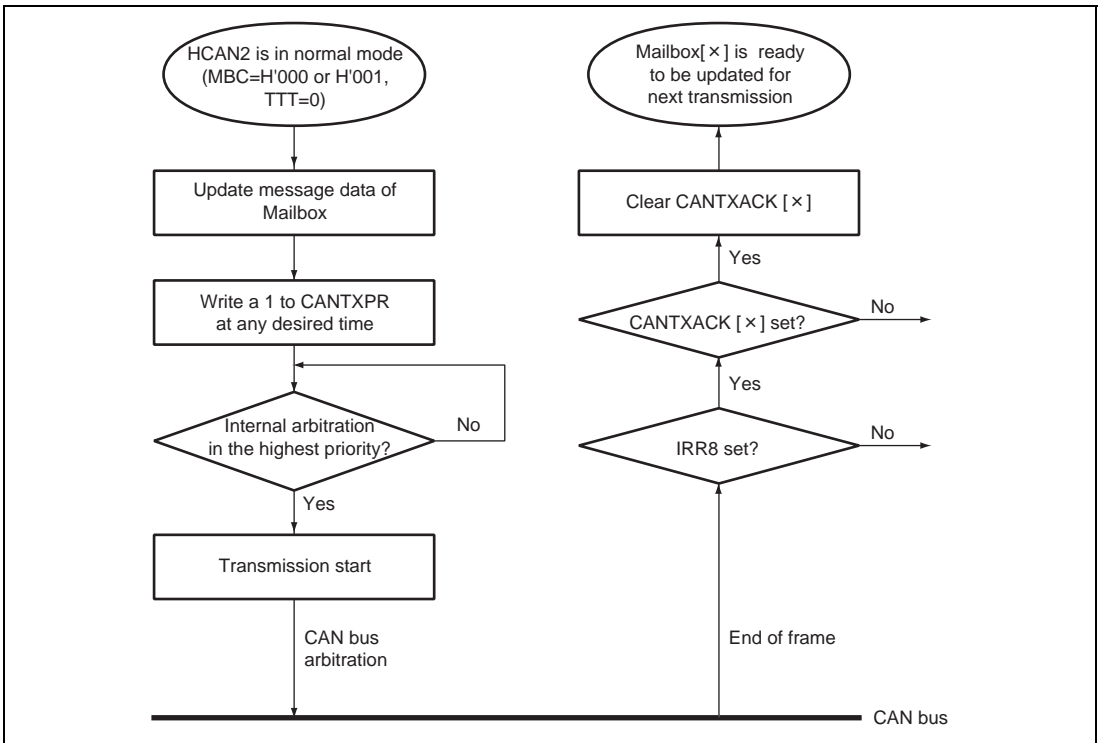 HCAN2 is in normal mode
(MBC=H'000 or H'001,
TTT=0)
Update message data of
Mailbox
Write a 1 to CANTXPR
at any desired time
Internal arbitration
in the highest priority?
No
Yes
Transmission start
CAN bus
arbitration
Mailbox[×] is ready
to be updated for
next transmission
Clear CANTXACK [×]
Yes
CANTXACK [×] set?
No
Yes
IRR8 set?
No
End of frame
CAN bus